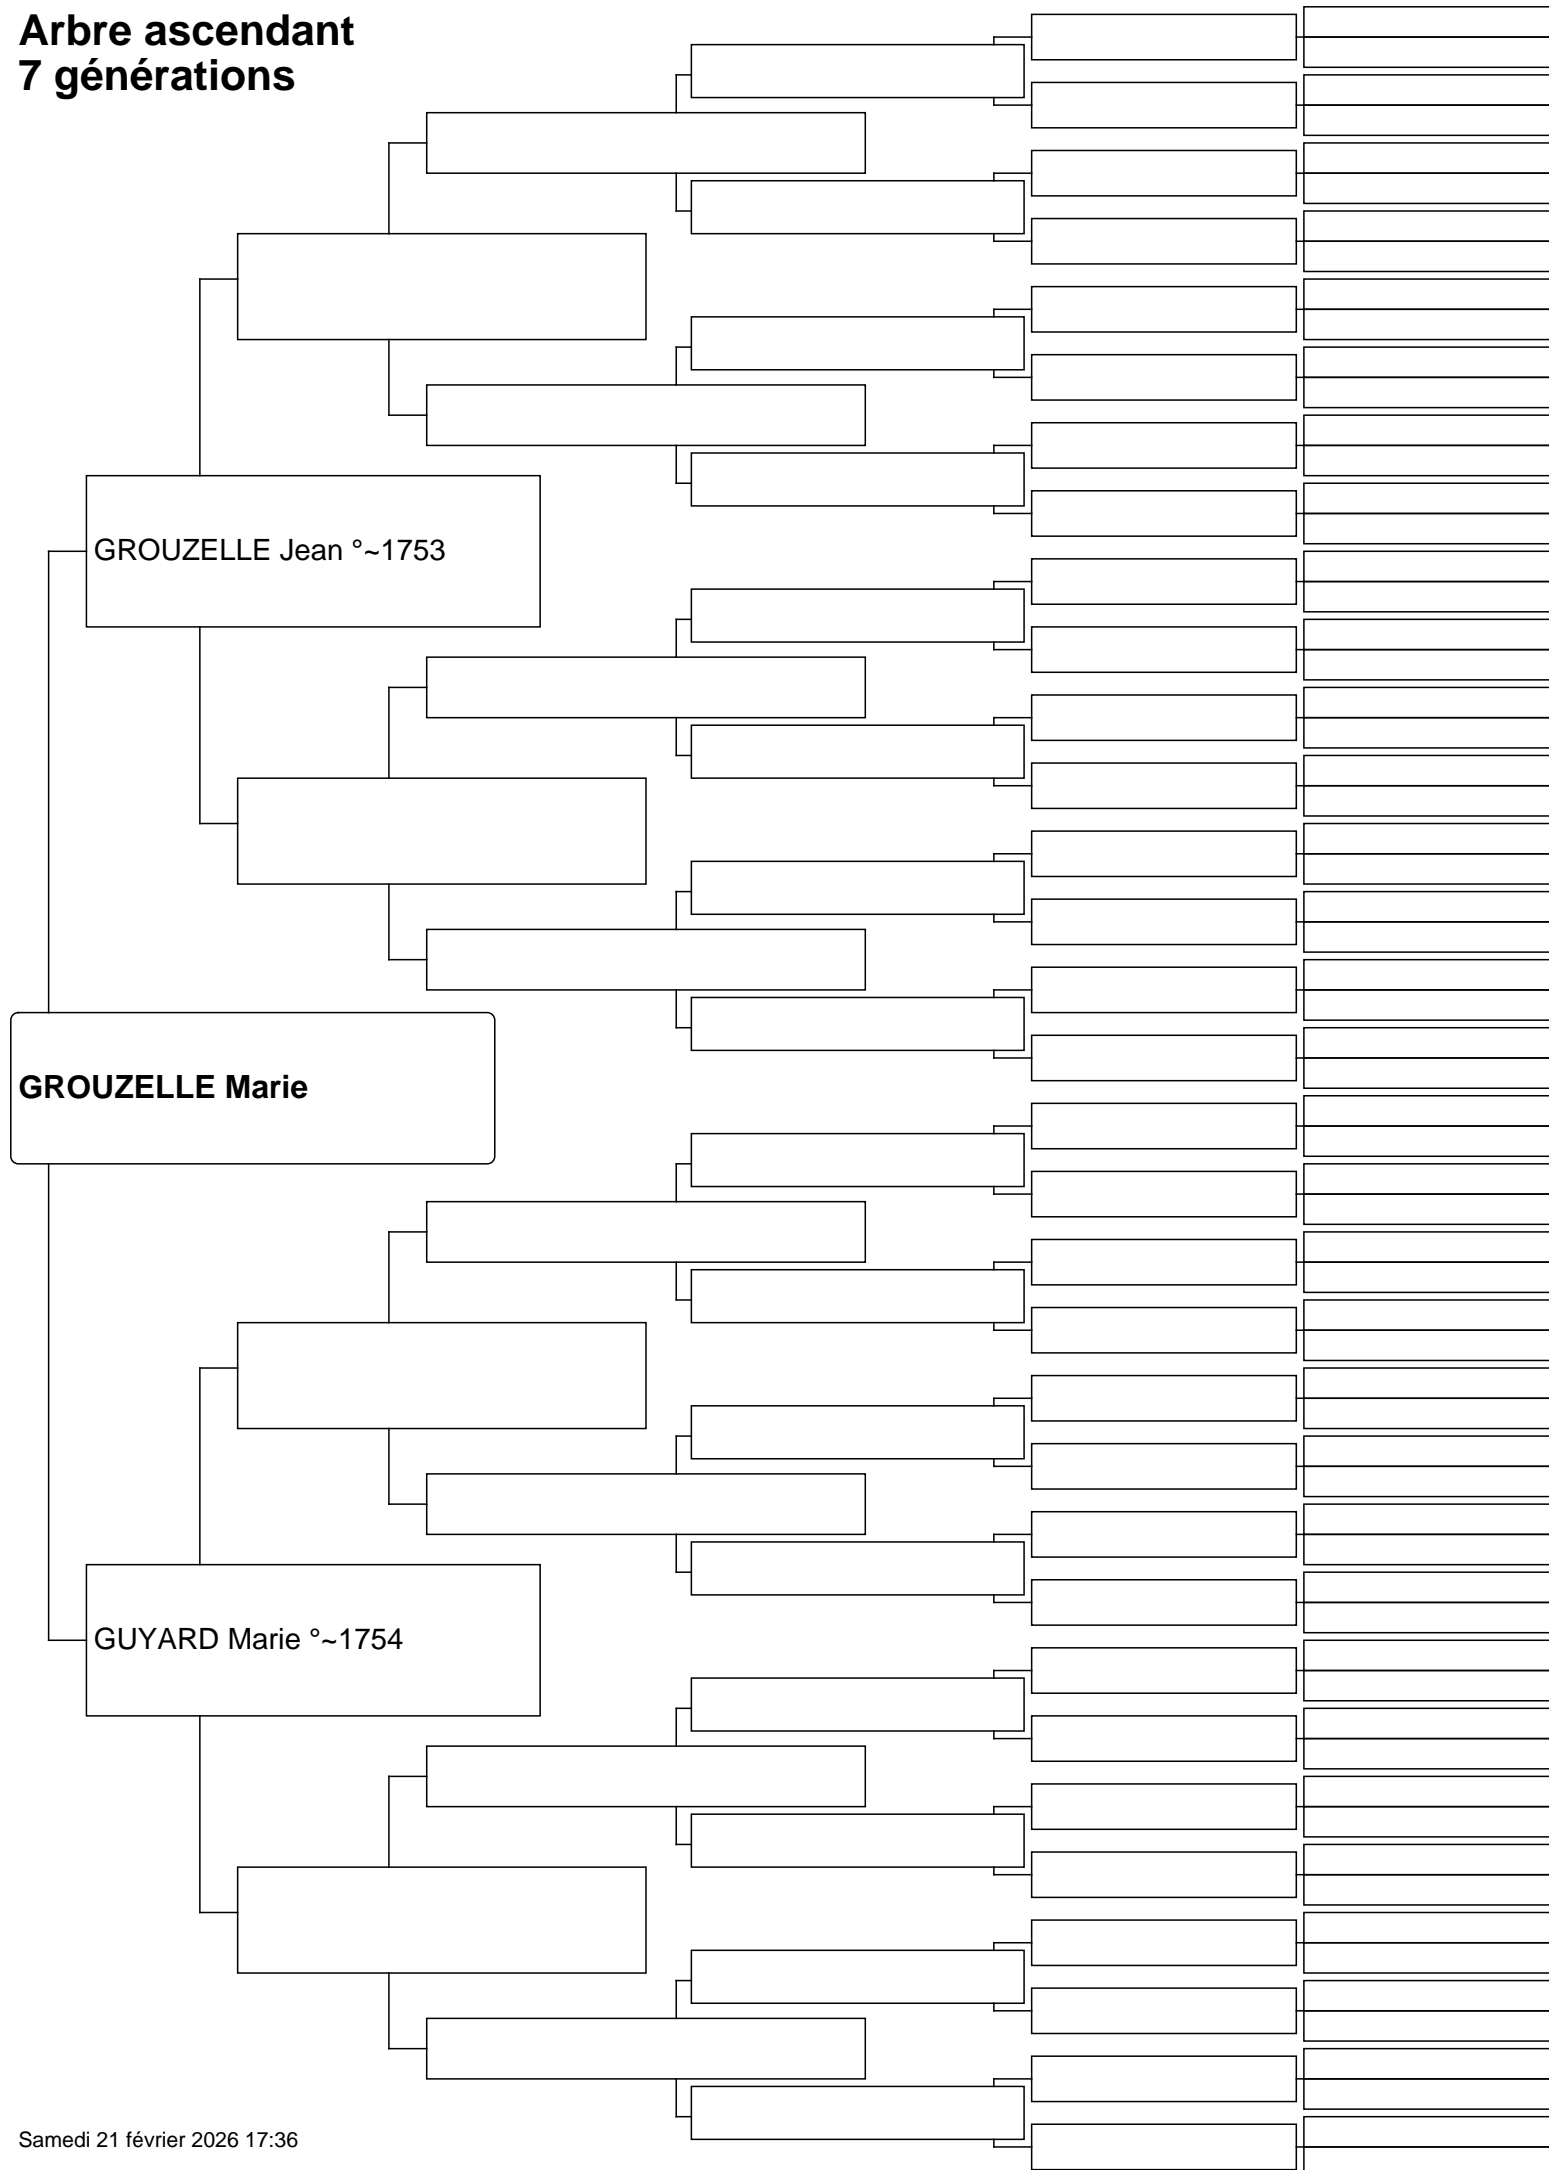 Arbre ascendant
7 générations
GROUZELLE Jean °~1753
GROUZELLE Marie
GUYARD Marie °~1754
Samedi 21 février 2026 17:36